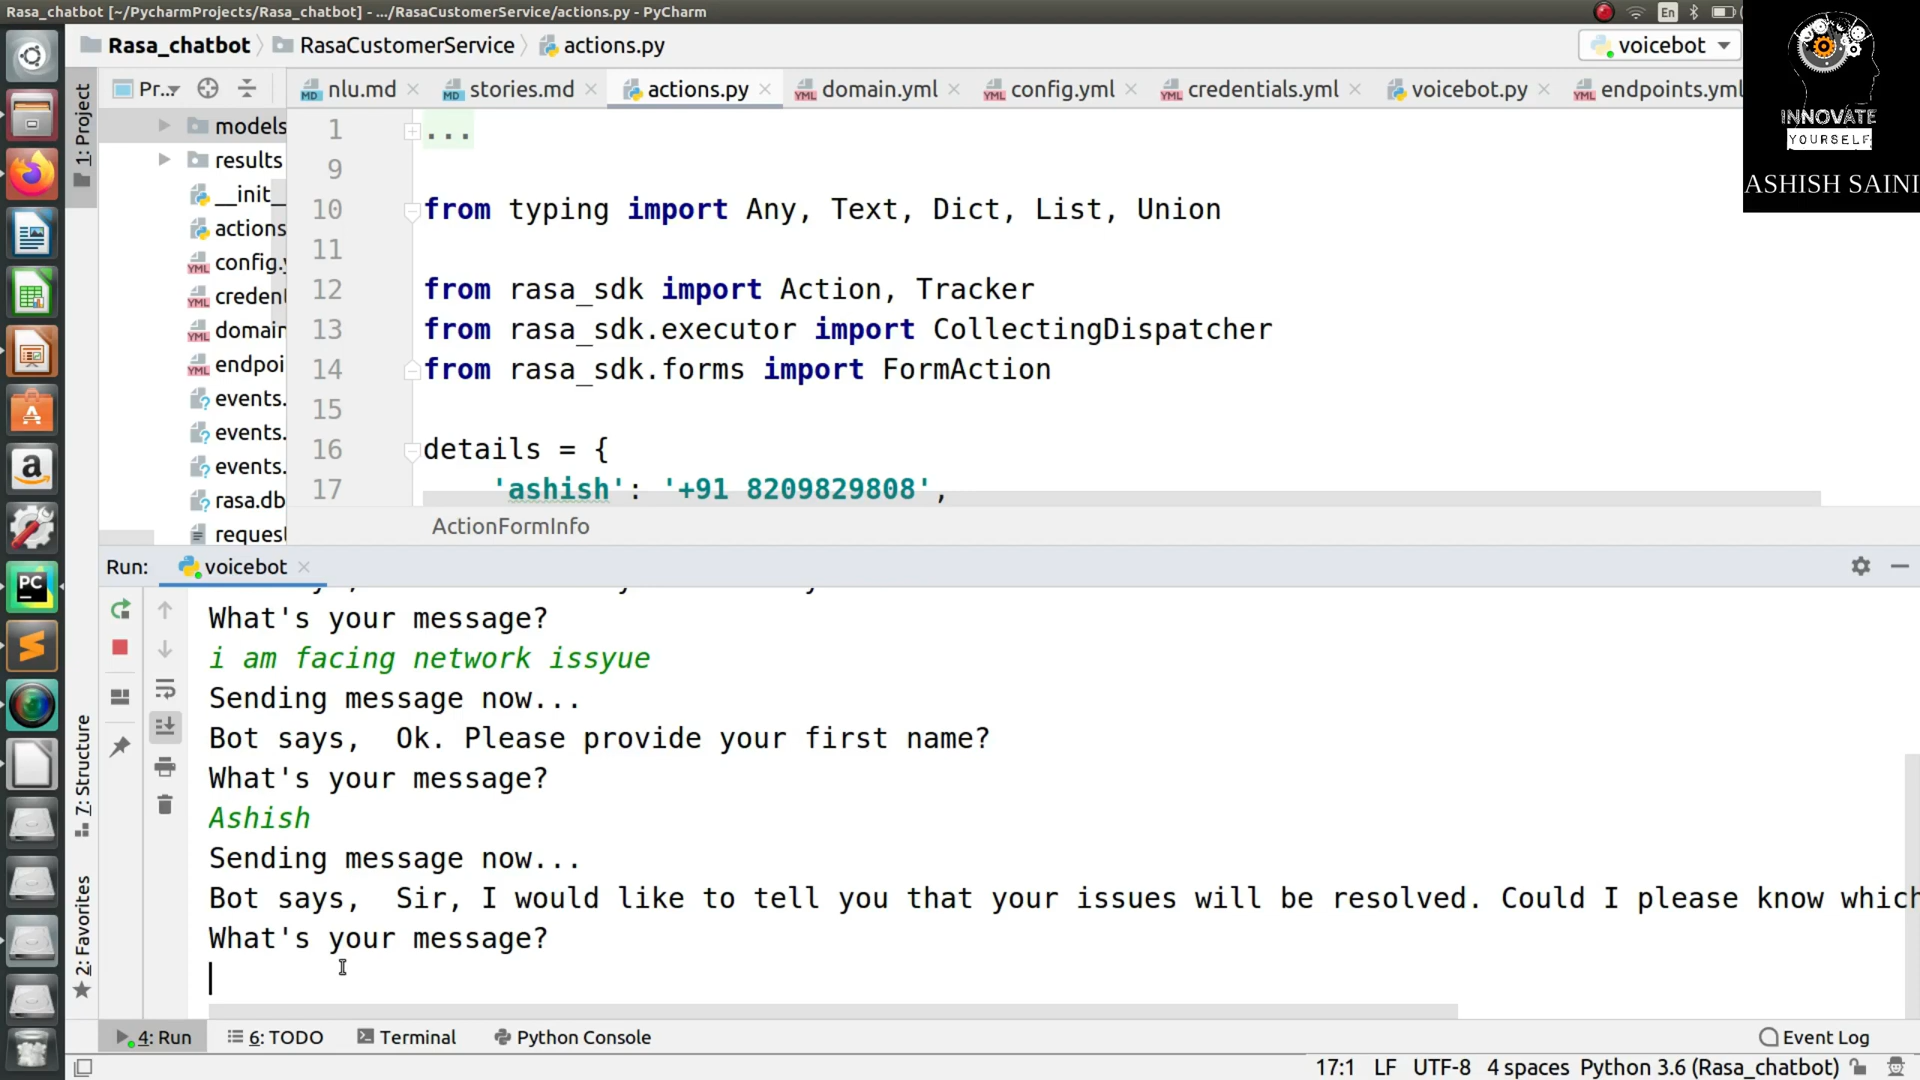 Rasa_chatbot [~/PycharmProjects/Rasa_chatbot] - .../RasaCustomerService/actions.py - PyCharm
En
Rasa_chatbot
RasaCustomerService
actions.py
voicebot
INNOVATE
YOURSELF
ASHISH SAINI
1: Project
Pr...
nlu.md
stories.md
actions.py
domain.yml
config.yml
credentials.yml
voicebot.py
endpoints.yml
models
results
__init_
actions
config.y
creden
domain
endpoi
events.
events.
events.
rasa.db
reques
1 ...
9
10 from typing import Any, Text, Dict, List, Union
11
12 from rasa_sdk import Action, Tracker
13 from rasa_sdk.executor import CollectingDispatcher
14 from rasa_sdk.forms import FormAction
15
16 details = {
17 'ashish': '+91 8209829808',
ActionFormInfo
Run: voicebot
What's your message?
i am facing network issyue
Sending message now...
Bot says,  Ok. Please provide your first name?
What's your message?
Ashish
Sending message now...
Bot says,  Sir, I would like to tell you that your issues will be resolved. Could I please know which
What's your message?
7: Structure
2: Favorites
4: Run
6: TODO
Terminal
Python Console
Event Log
17:1 LF UTF-8 4 spaces Python 3.6 (Rasa_chatbot)